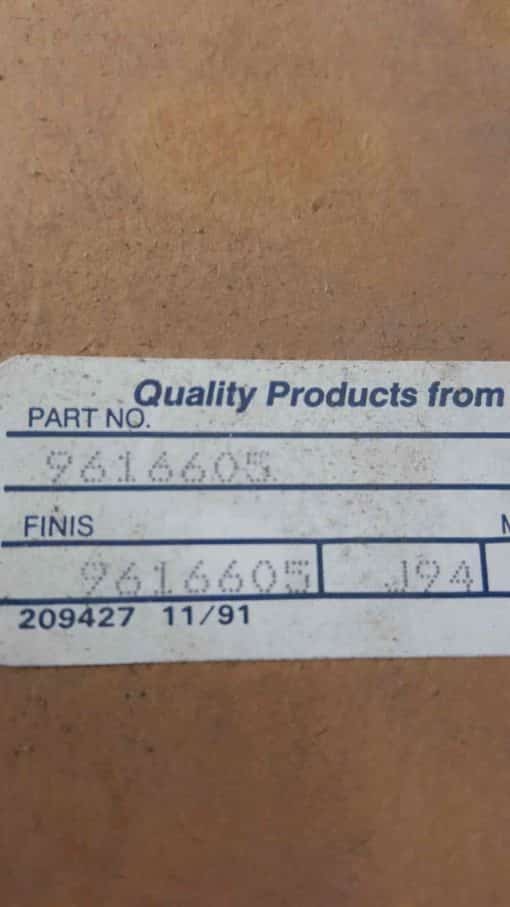 Quality Products from
PART NO.
9616605
FINIS
9616605 J94
209427 11/91